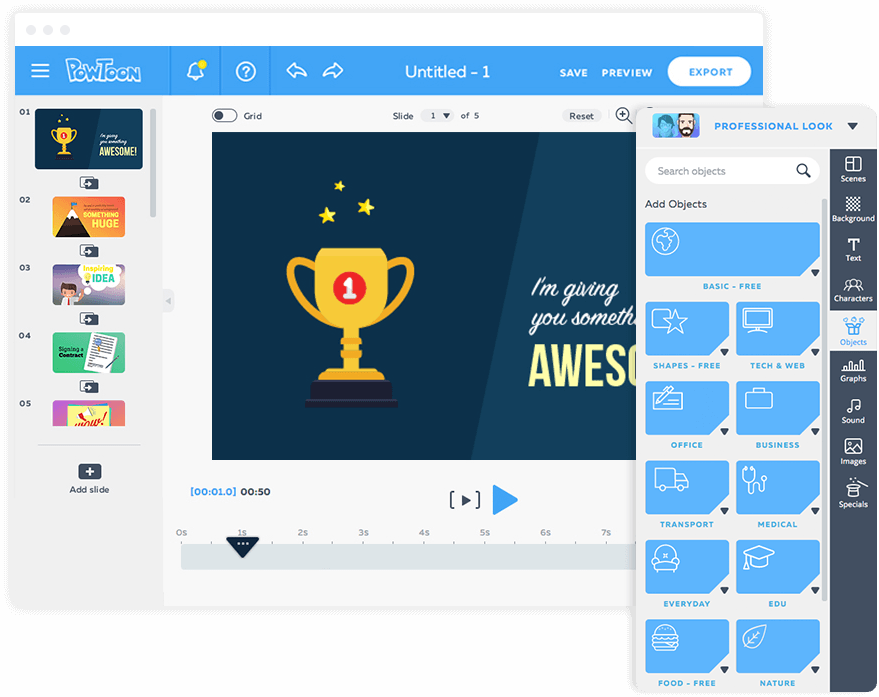 POWTOON
Untitled - 1
SAVE
PREVIEW
EXPORT
01
I'm giving
you something
AWESOME!
02
SOMETHING
HUGE
03
Inspiring
IDEA
04
Signing a
Contract
05
WOW!
Add slide
Grid
Slide
1
of 5
Reset
1
I'm giving
you someth
AWESO
[00:01.0] 00:50
0s
1s
2s
3s
4s
5s
6s
7s
PROFESSIONAL LOOK
Search objects
Add Objects
BASIC - FREE
SHAPES - FREE
TECH & WEB
OFFICE
BUSINESS
TRANSPORT
MEDICAL
EVERYDAY
EDU
FOOD - FREE
NATURE
Scenes
Background
Text
Characters
Objects
Graphs
Sound
Images
Specials